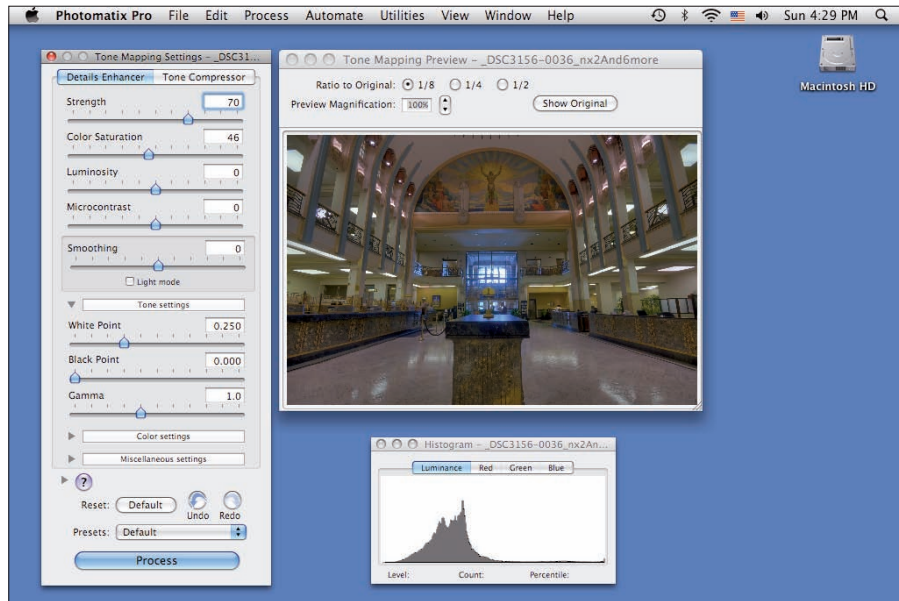 Photomatix Pro File Edit Process Automate Utilities View Window Help Sun 4:29 PM
Tone Mapping Settings – _DSC31...
Details Enhancer Tone Compressor
Strength 70
Color Saturation 46
Luminosity 0
Microcontrast 0
Smoothing 0
Light mode
Tone settings
White Point 0.250
Black Point 0.000
Gamma 1.0
Color settings
Miscellaneous settings
?
Reset: Default Undo Redo
Presets: Default
Process
Tone Mapping Preview – _DSC3156-0036_nx2And6more
Ratio to Original: 1/8 1/4 1/2
Preview Magnification: 100% Show Original
Macintosh HD
Histogram – _DSC3156-0036_nx2An...
Luminance Red Green Blue
Level: Count: Percentile: